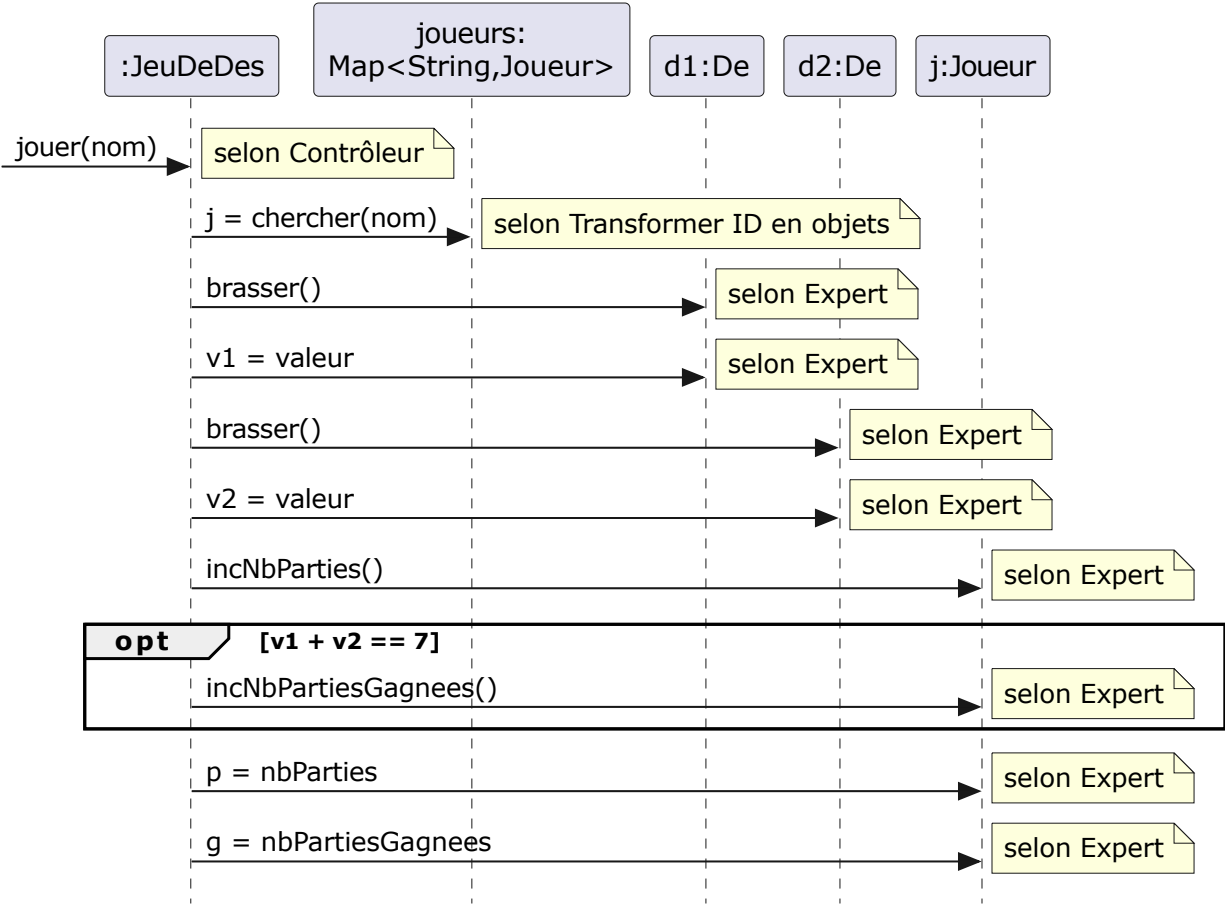 :JeuDeDes
joueurs:
Map<String,Joueur>
d1:De
d2:De
j:Joueur
jouer(nom)
selon Contrôleur
j = chercher(nom)
selon Transformer ID en objets
brasser()
selon Expert
v1 = valeur
selon Expert
brasser()
selon Expert
v2 = valeur
selon Expert
incNbParties()
selon Expert
opt
[v1 + v2 == 7]
incNbPartiesGagnees()
selon Expert
p = nbParties
selon Expert
g = nbPartiesGagnees
selon Expert